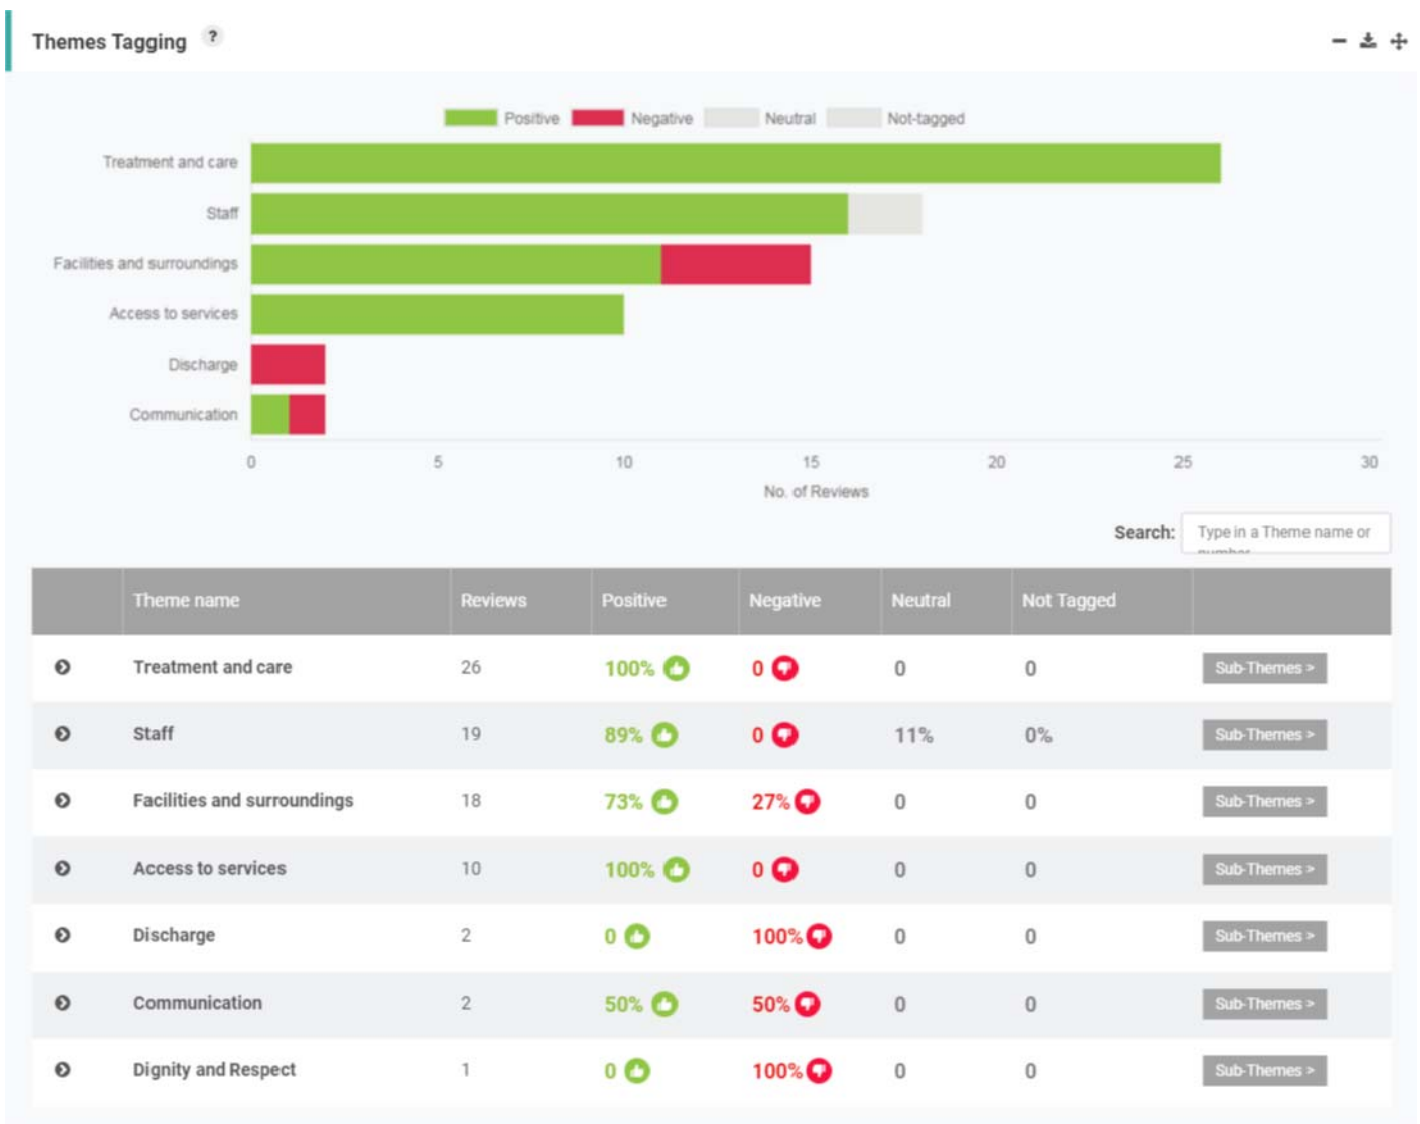 Themes Tagging ?
Positive Negative Neutral Not-tagged
Treatment and care
Staff
Facilities and surroundings
Access to services
Discharge
Communication
0 5 10 15 20 25 30
No. of Reviews
Search: Type in a Theme name or
number
Theme name Reviews Positive Negative Neutral Not Tagged
Treatment and care 26 100% 0 0 0 Sub-Themes >
Staff 19 89% 0 11% 0% Sub-Themes >
Facilities and surroundings 18 73% 27% 0 0 Sub-Themes >
Access to services 10 100% 0 0 0 Sub-Themes >
Discharge 2 0 100% 0 0 Sub-Themes >
Communication 2 50% 50% 0 0 Sub-Themes >
Dignity and Respect 1 0 100% 0 0 Sub-Themes >